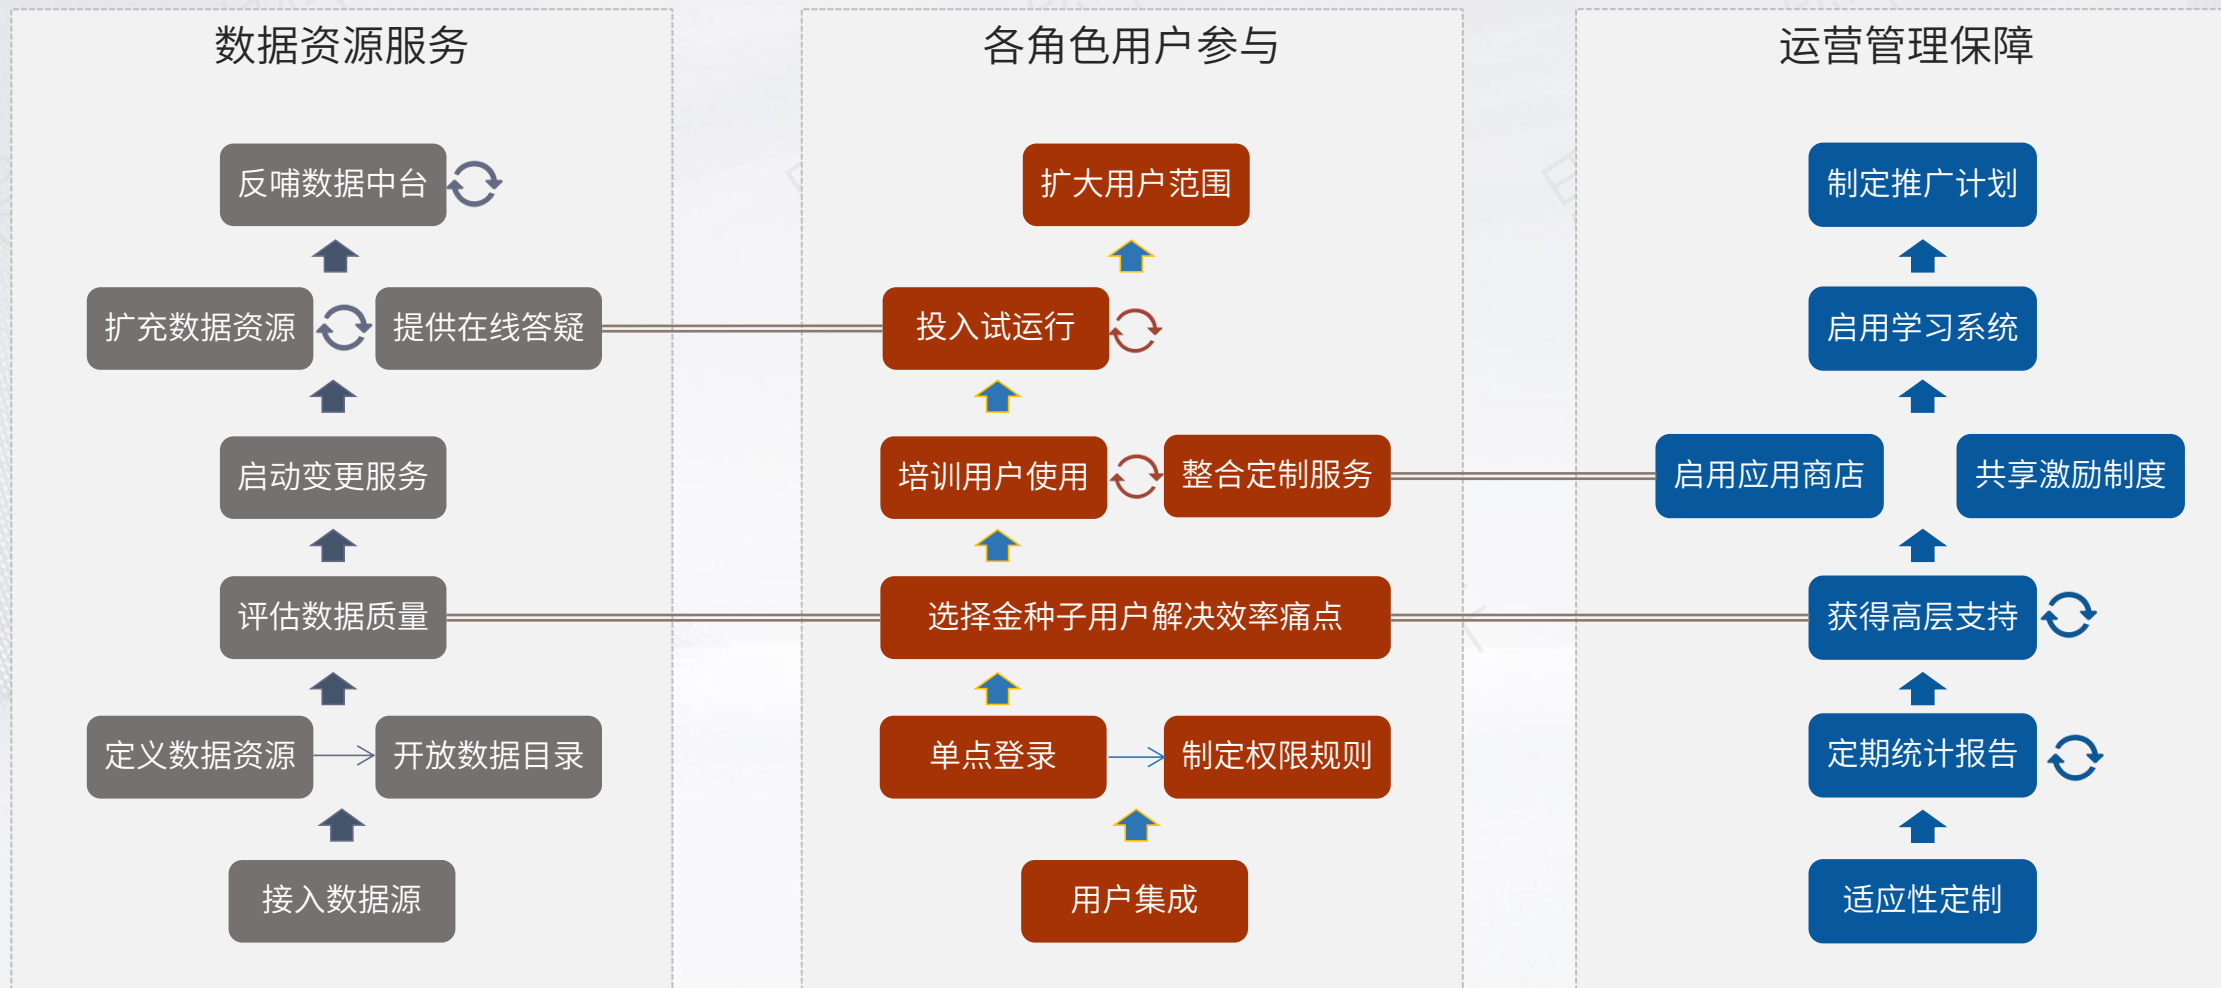 数据资源服务
反哺数据中台
扩充数据资源
提供在线答疑
启动变更服务
评估数据质量
定义数据资源
开放数据目录
接入数据源
各角色用户参与
扩大用户范围
投入试运行
培训用户使用
整合定制服务
选择金种子用户解决效率痛点
单点登录
制定权限规则
用户集成
运营管理保障
制定推广计划
启用学习系统
启用应用商店
共享激励制度
获得高层支持
定期统计报告
适应性定制